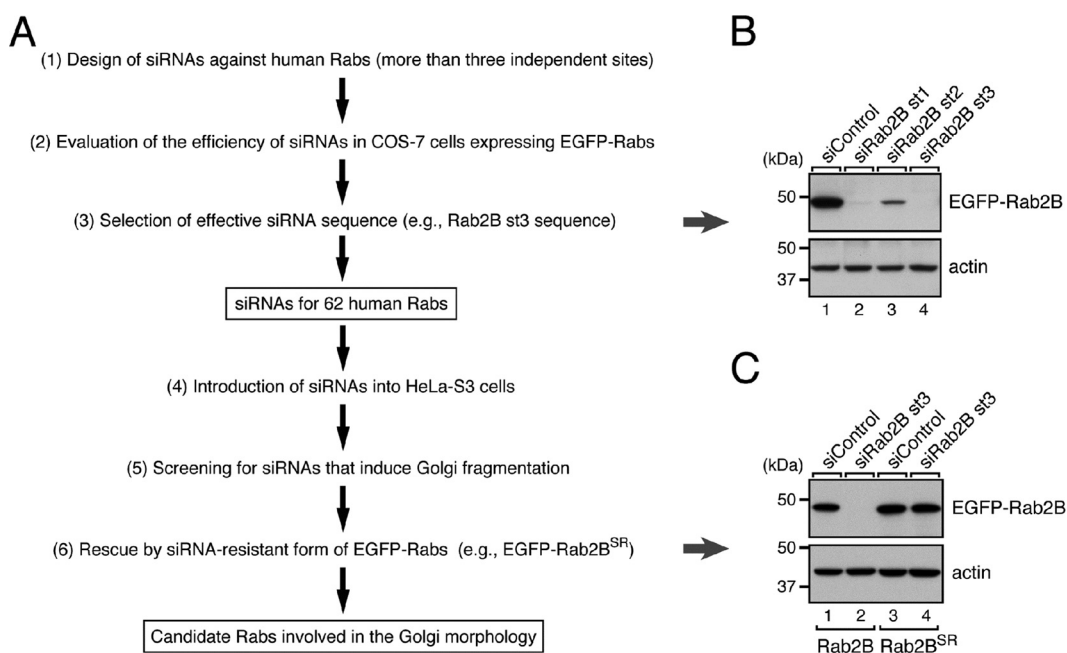 A
(1) Design of siRNAs against human Rabs (more than three independent sites)
(2) Evaluation of the efficiency of siRNAs in COS-7 cells expressing EGFP-Rabs
(3) Selection of effective siRNA sequence (e.g., Rab2B st3 sequence)
siRNAs for 62 human Rabs
(4) Introduction of siRNAs into HeLa-S3 cells
(5) Screening for siRNAs that induce Golgi fragmentation
(6) Rescue by siRNA-resistant form of EGFP-Rabs (e.g., EGFP-Rab2B^SR)
Candidate Rabs involved in the Golgi morphology
B
siControl
siRab2B st1
siRab2B st2
siRab2B st3
(kDa)
50
EGFP-Rab2B
50
37
actin
1 2 3 4
C
siControl
siRab2B st3
siControl
siRab2B st3
(kDa)
50
EGFP-Rab2B
50
37
actin
1 2 3 4
Rab2B Rab2B^SR